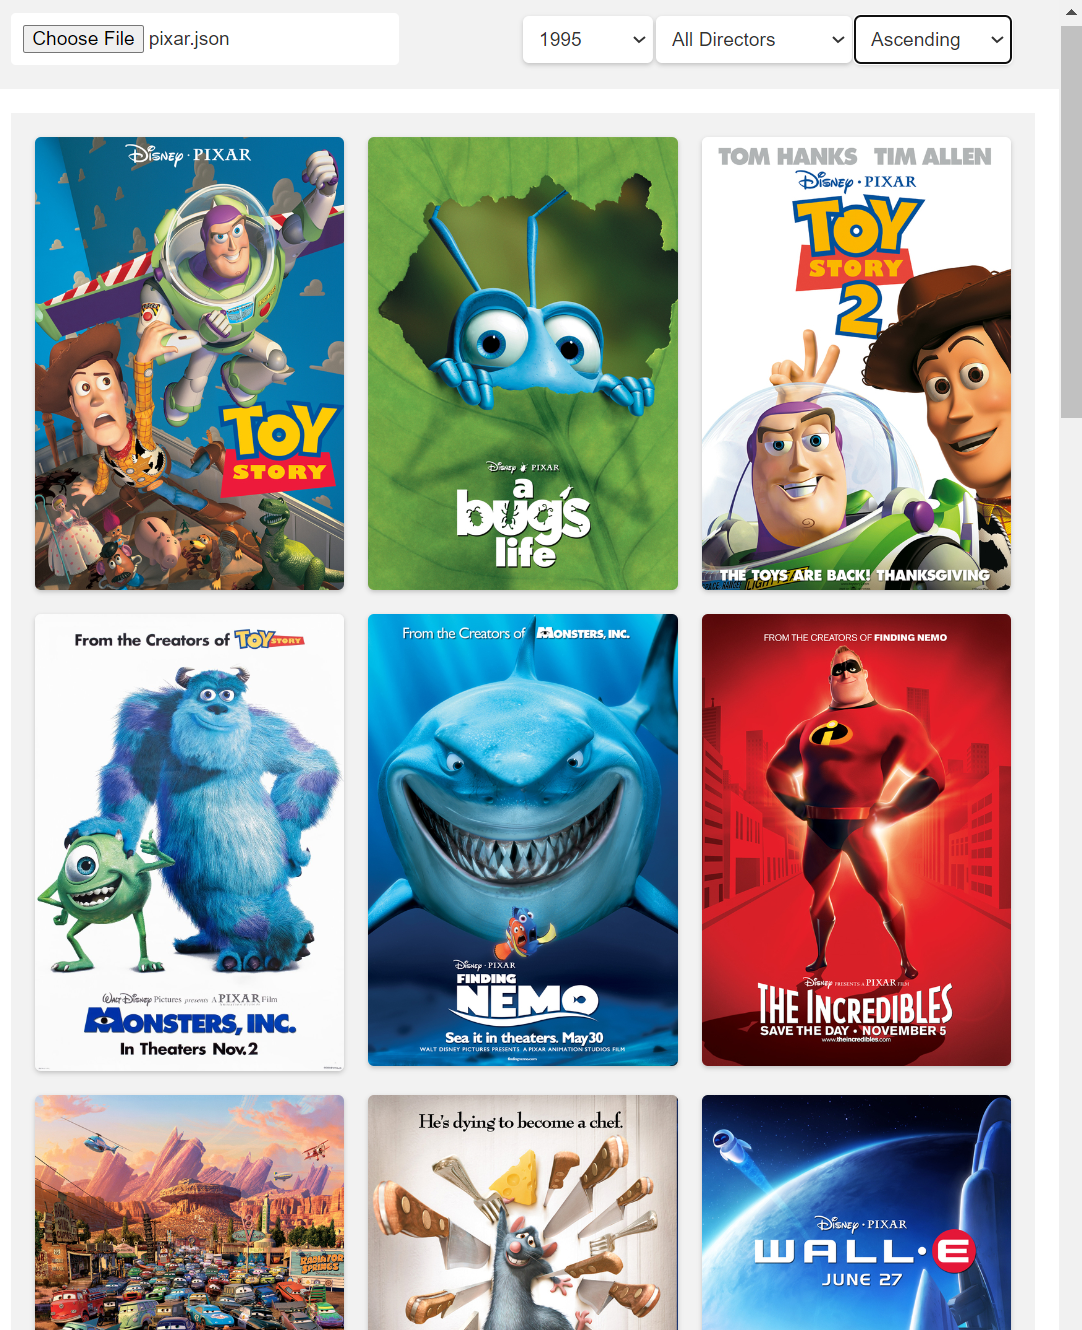 Choose File pixar.json
1995
All Directors
Ascending
Disney · PIXAR
TOY
STORY
Disney PIXAR
a
bug's
life
TOM HANKS TIM ALLEN
Disney · PIXAR
TOY
STORY
2
THE TOYS ARE BACK! THANKSGIVING
From the Creators of TOY STORY
Walt Disney Pictures presents A PIXAR Film
MONSTERS, INC.
In Theaters Nov.2
From the Creators of MONSTERS, INC.
Disney · PIXAR
FINDING
NEMO
Sea it in theaters. May 30
WALT DISNEY PICTURES PRESENTS A PIXAR ANIMATION STUDIOS FILM
FROM THE CREATORS OF FINDING NEMO
Disney PRESENTS A PIXAR FILM
THE INCREDIBLES
SAVE THE DAY • NOVEMBER 5
www.theincredibles.com
RADIATOR
SPRINGS
He's dying to become a chef.
Disney · PIXAR
WALL·E
JUNE 27